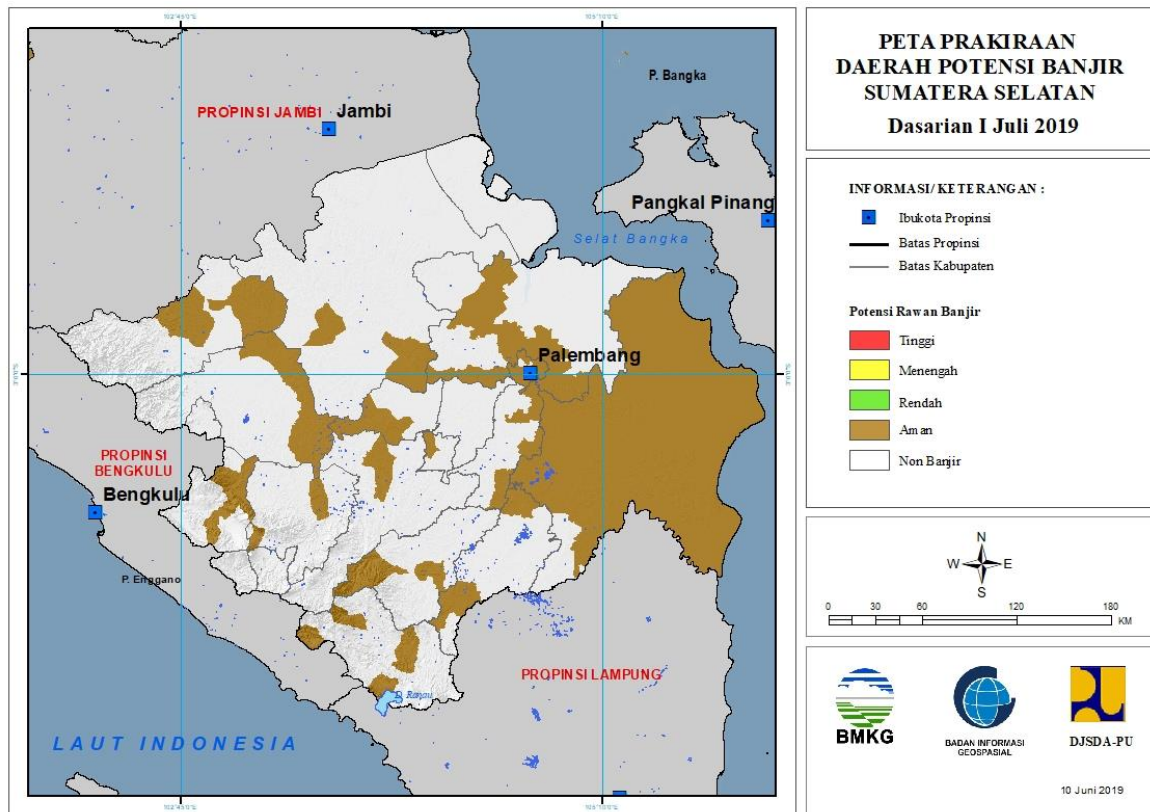 PETA PRAKIRAAN
DAERAH POTENSI BANJIR
SUMATERA SELATAN
Dasarian I Juli 2019
INFORMASI/ KETERANGAN :
Ibukota Propinsi
Batas Propinsi
Batas Kabupaten
Potensi Rawan Banjir
Tinggi
Menengah
Rendah
Aman
Non Banjir
N
W E
S
0 30 60 120 180
KM
BMKG
BADAN INFORMASI
GEOSPASIAL
DJSDA-PU
10 Juni 2019
P. Bangka
PROPINSI JAMBI
Jambi
Pangkal Pinang
Selat Bangka
Palembang
PROPINSI
BENGKULU
Bengkulu
P. Enggano
PROPINSI LAMPUNG
D. Ranau
LAUT INDONESIA